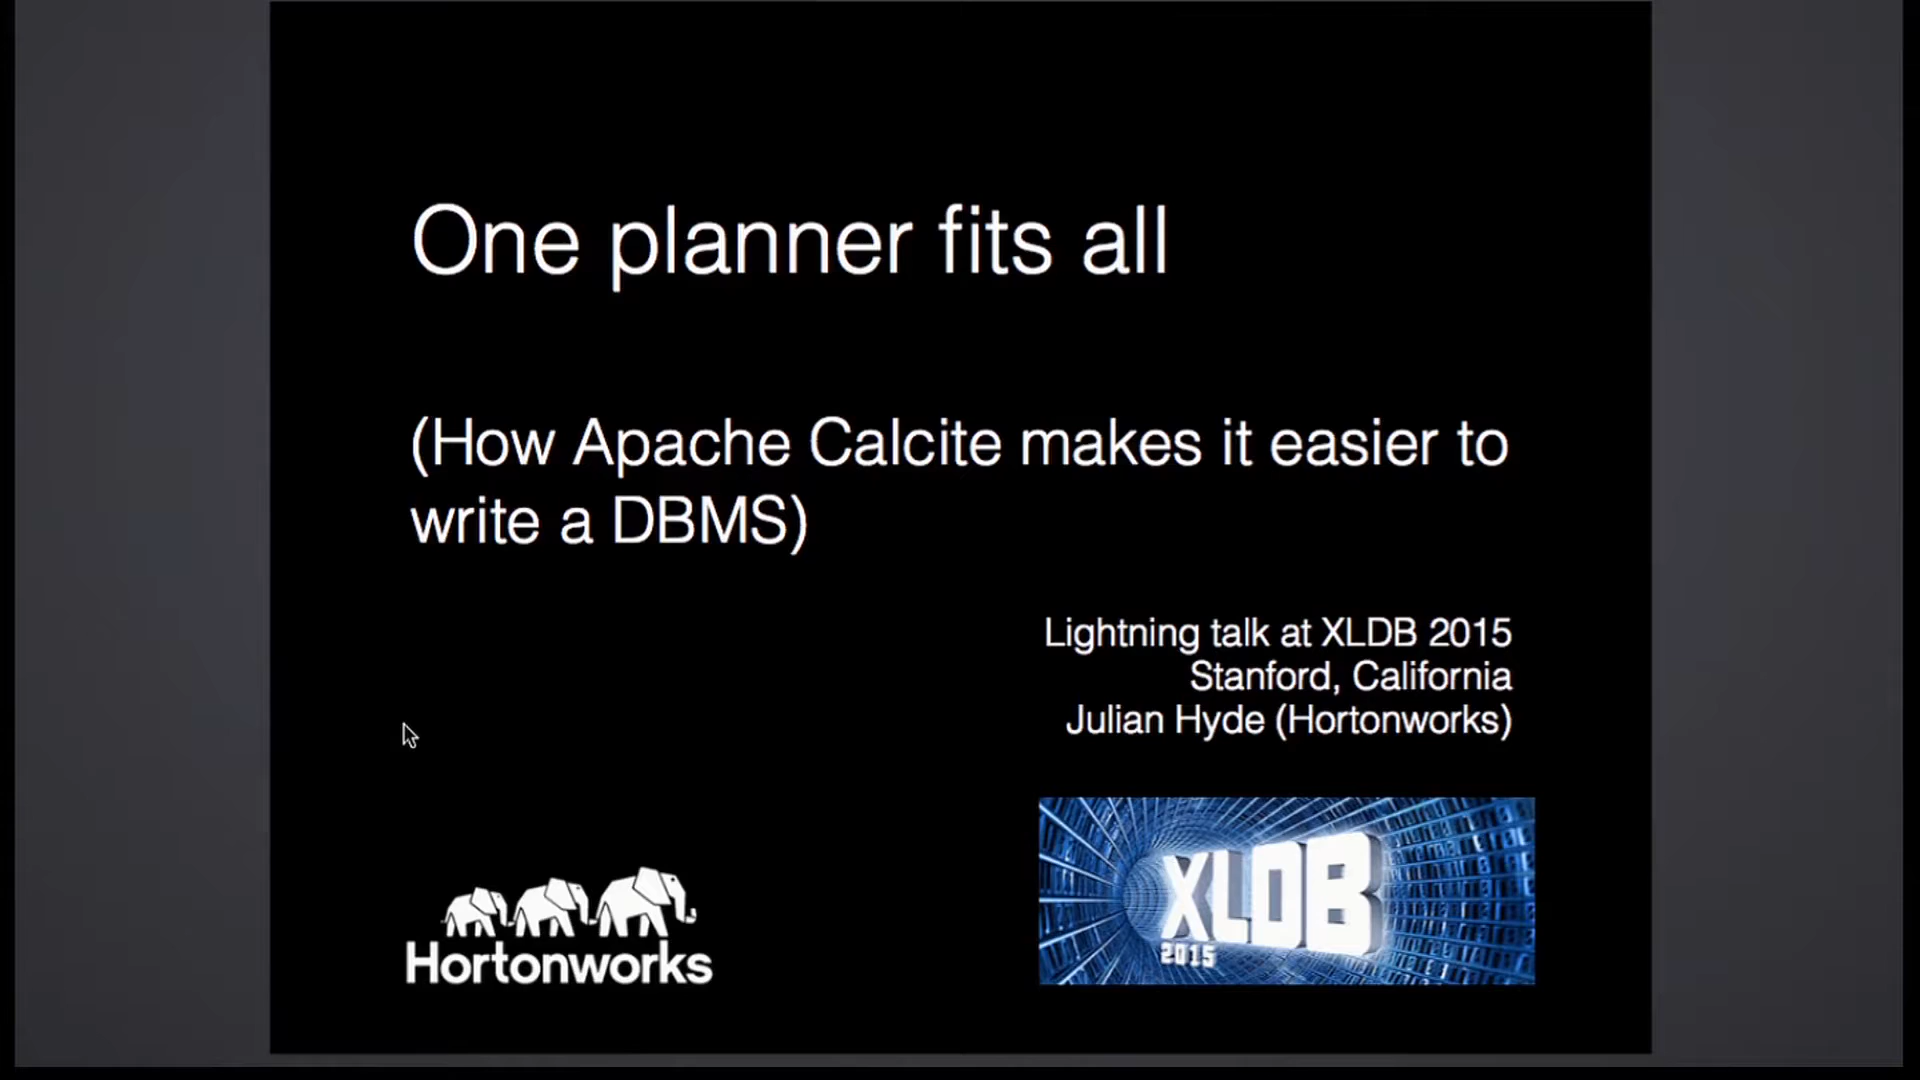 One planner fits all
(How Apache Calcite makes it easier to
write a DBMS)
Lightning talk at XLDB 2015
Stanford, California
Julian Hyde (Hortonworks)
Hortonworks
XLDB
2015